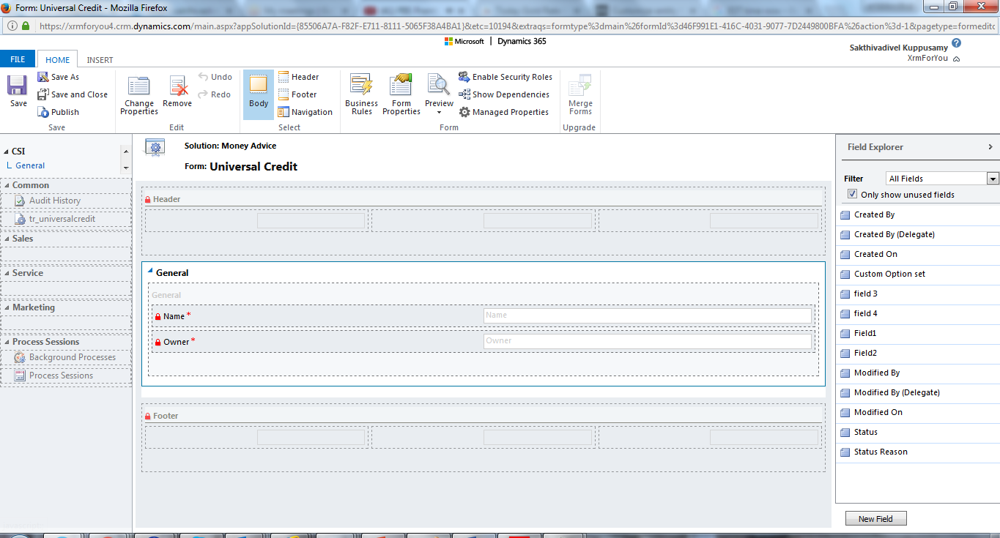 Form: Universal Credit - Mozilla Firefox
https://xrmforyou4.crm.dynamics.com/main.aspx?appSolutionId={85506A7A-F82F-E711-8111-5065F38A4BA1}&etc=10194&extraqs=formtype%3dmain%26formId%3d46F991E1-416C-4031-9077-7D2449800BFA%26action%3d-1&pagetype=formeditor
Microsoft | Dynamics 365
Sakthivadivel Kuppusamy
XrmForYou
FILE HOME INSERT
Save
Save As
Save and Close
Publish
Save
Change Properties
Remove
Undo
Redo
Edit
Body
Header
Footer
Navigation
Select
Business Rules
Form Properties
Preview
Enable Security Roles
Show Dependencies
Managed Properties
Form
Merge Forms
Upgrade
CSI
General
Common
Audit History
tr_universalcredit
Sales
Service
Marketing
Process Sessions
Background Processes
Process Sessions
Solution: Money Advice
Form: Universal Credit
Header
General
General
Name * Name
Owner * Owner
Footer
Field Explorer
Filter All Fields
Only show unused fields
Created By
Created By (Delegate)
Created On
Custom Option set
field 3
field 4
Field1
Field2
Modified By
Modified By (Delegate)
Modified On
Status
Status Reason
New Field